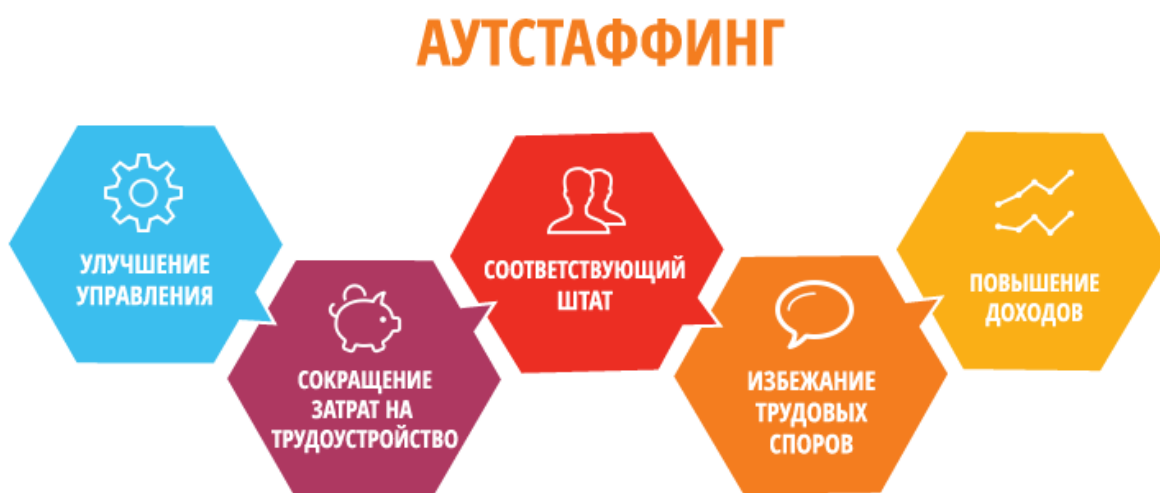 АУТСТАФФИНГ
УЛУЧШЕНИЕ
УПРАВЛЕНИЯ
СОКРАЩЕНИЕ
ЗАТРАТ НА
ТРУДОУСТРОЙСТВО
СООТВЕТСТВУЮЩИЙ
ШТАТ
ИЗБЕЖАНИЕ
ТРУДОВЫХ
СПОРОВ
ПОВЫШЕНИЕ
ДОХОДОВ